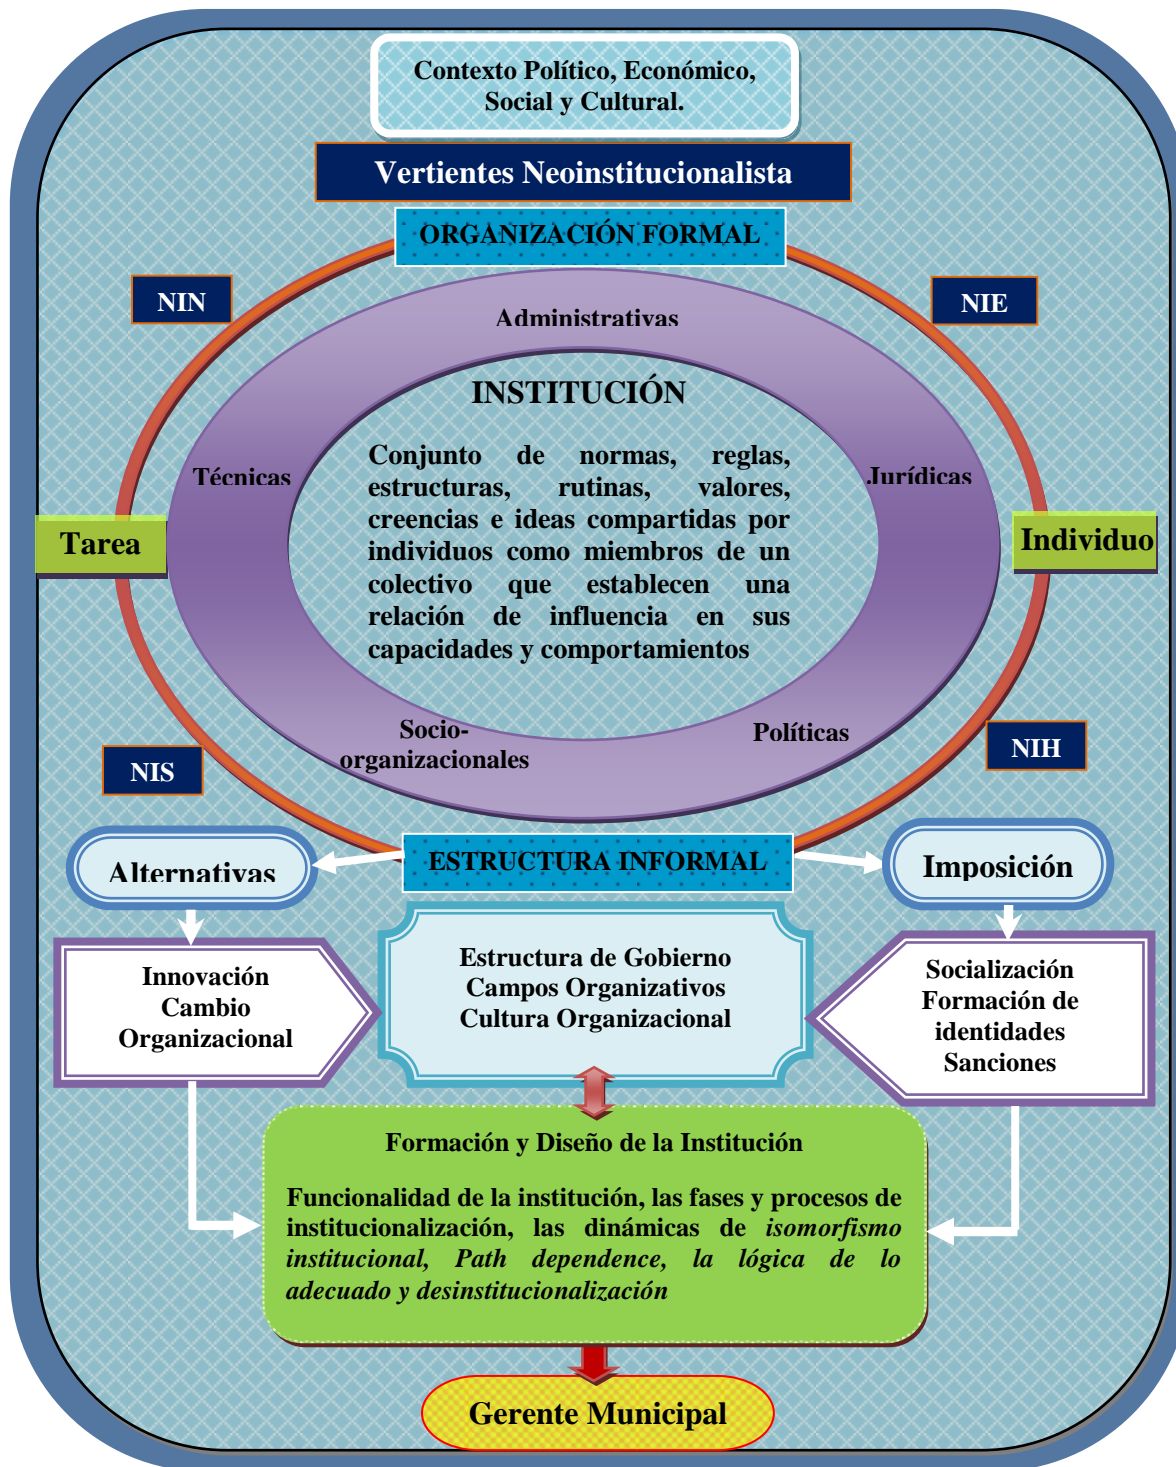 Contexto Político, Económico,
Social y Cultural.
Vertientes Neoinstitucionalista
ORGANIZACIÓN FORMAL
NIN
NIE
Administrativas
INSTITUCIÓN
Conjunto de normas, reglas,
estructuras, rutinas, valores,
creencias e ideas compartidas por
individuos como miembros de un
colectivo que establecen una
relación de influencia en sus
capacidades y comportamientos
Técnicas
Jurídicas
Tarea
Individuo
Socio-
organizacionales
Políticas
NIS
NIH
ESTRUCTURA INFORMAL
Alternativas
Imposición
Innovación
Cambio
Organizacional
Estructura de Gobierno
Campos Organizativos
Cultura Organizacional
Socialización
Formación de
identidades
Sanciones
Formación y Diseño de la Institución
Funcionalidad de la institución, las fases y procesos de
institucionalización, las dinámicas de isomorfismo
institucional, Path dependence, la lógica de lo
adecuado y desinstitucionalización
Gerente Municipal